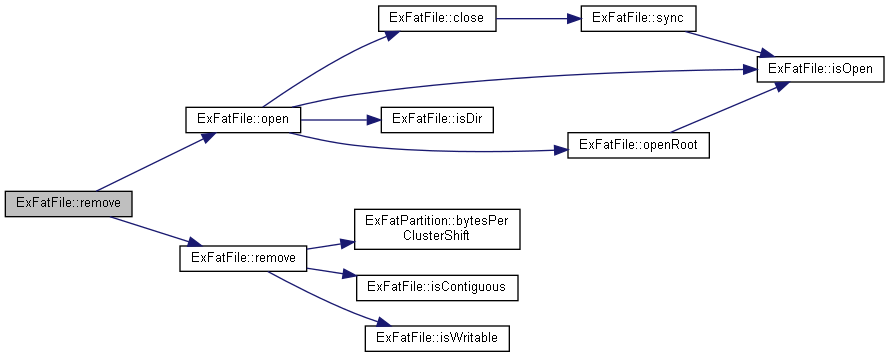 ExFatFile::close
ExFatFile::sync
ExFatFile::isOpen
ExFatFile::open
ExFatFile::isDir
ExFatFile::openRoot
ExFatFile::remove
ExFatPartition::bytesPer
ClusterShift
ExFatFile::remove
ExFatFile::isContiguous
ExFatFile::isWritable